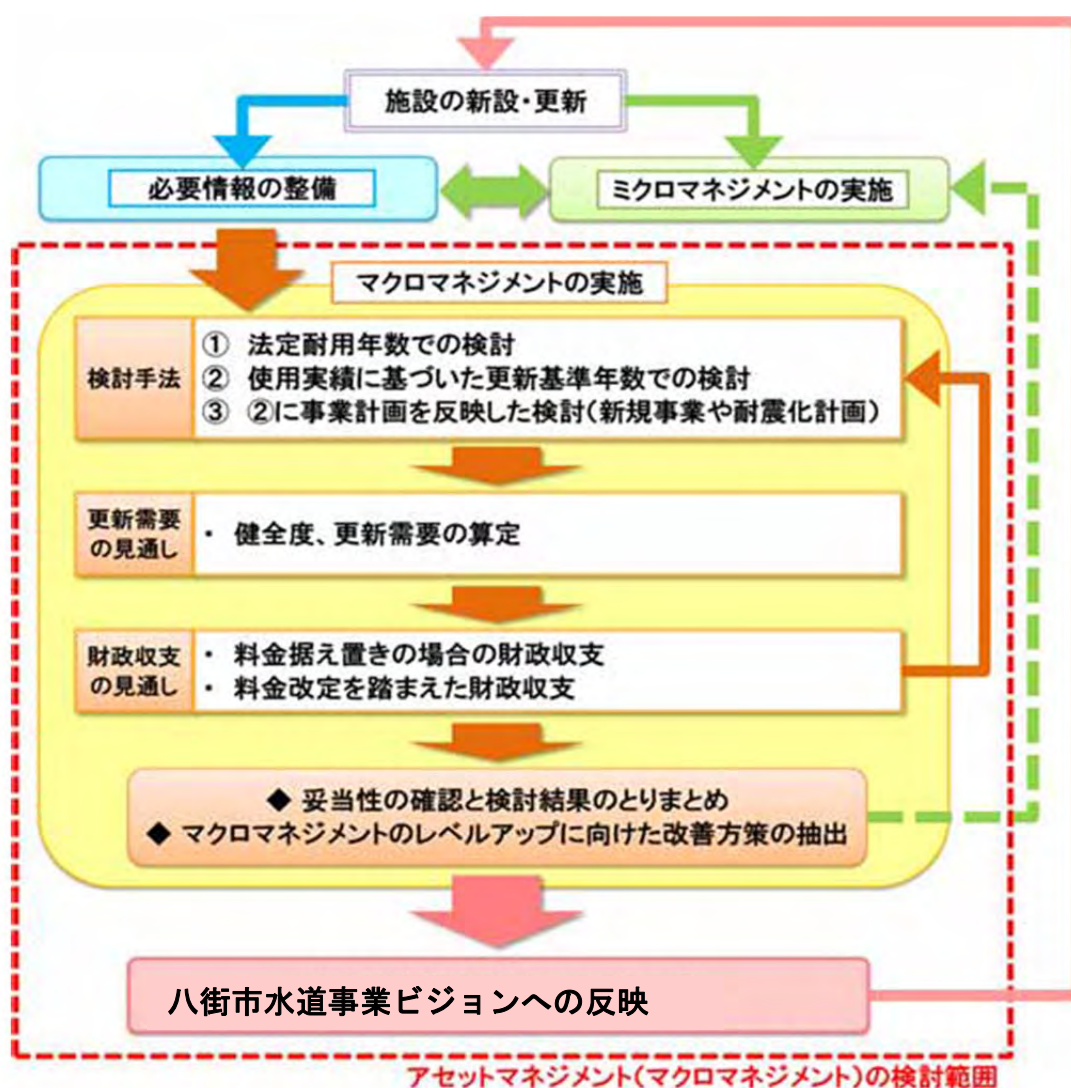 施設の新設・更新
必要情報の整備
ミクロマネジメントの実施
マクロマネジメントの実施
検討手法
① 法定耐用年数での検討
② 使用実績に基づいた更新基準年数での検討
③ ②に事業計画を反映した検討(新規事業や耐震化計画)
更新需要
の見通し
・ 健全度、更新需要の算定
財政収支
の見通し
・ 料金据え置きの場合の財政収支
・ 料金改定を踏まえた財政収支
◆ 妥当性の確認と検討結果のとりまとめ
◆ マクロマネジメントのレベルアップに向けた改善方策の抽出
八街市水道事業ビジョンへの反映
アセットマネジメント(マクロマネジメント)の検討範囲